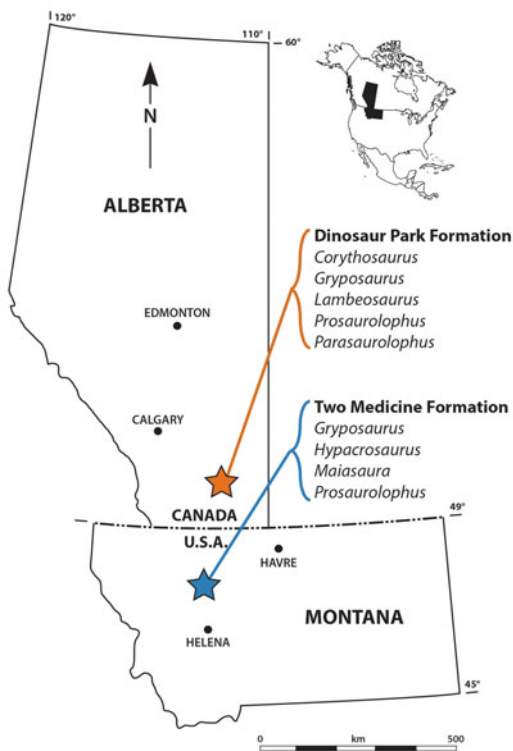 120°
110°
60°
N
ALBERTA
Dinosaur Park Formation
Corythosaurus
Gryposaurus
Lambeosaurus
Prosaurolophus
Parasaurolophus
EDMONTON
Two Medicine Formation
Gryposaurus
Hypacrosaurus
Maiasaura
Prosaurolophus
CALGARY
CANADA
49°
U.S.A.
HAVRE
MONTANA
HELENA
45°
0 km 500